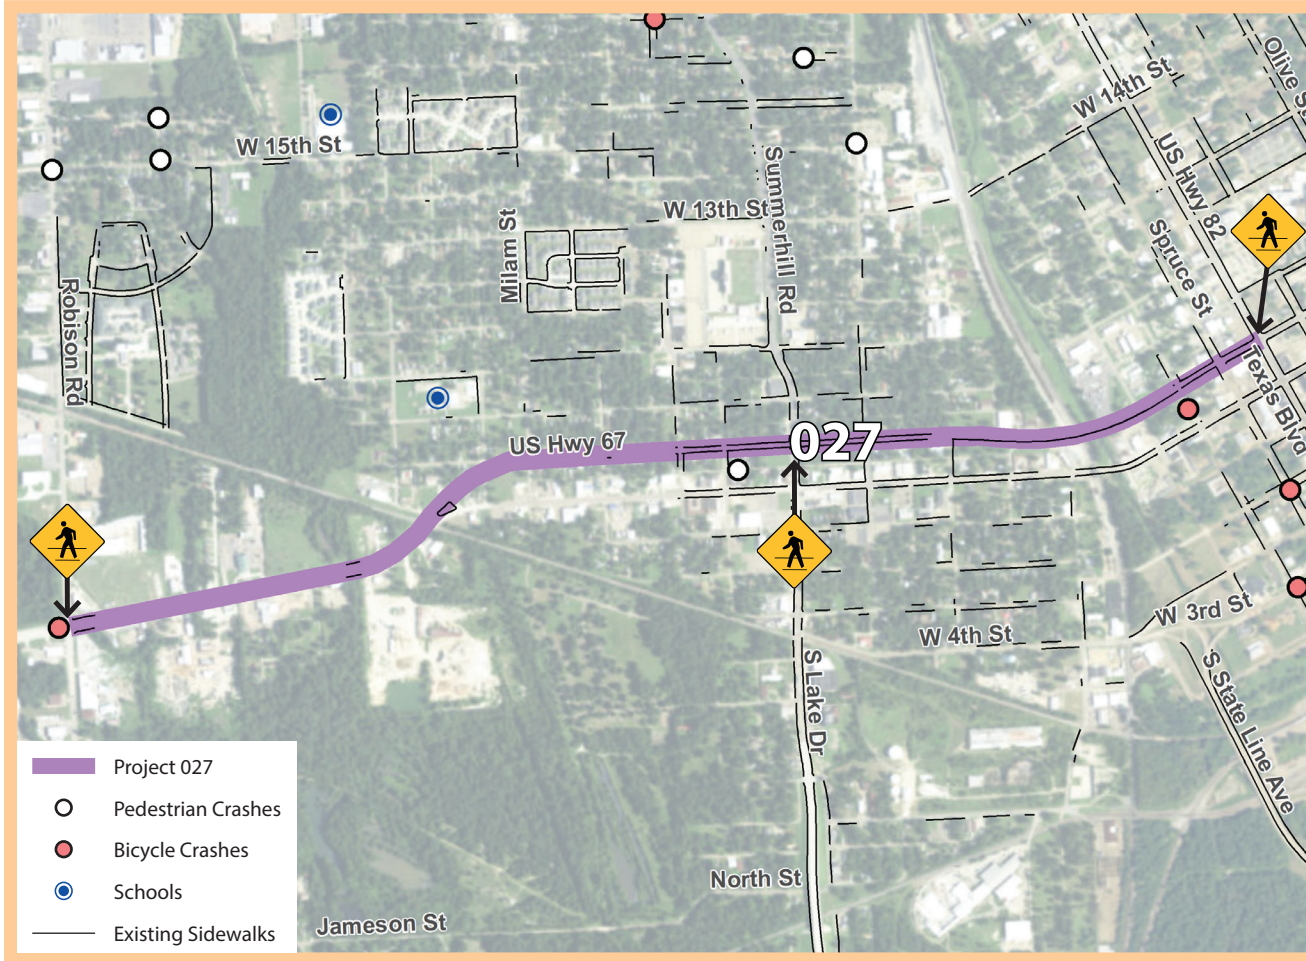 Olive St
W 14th St
W 15th St
US Hwy 82
Summerhill Rd
W 13th St
Milam St
Spruce St
Robison Rd
Texas Blvd
US Hwy 67
027
W 3rd St
W 4th St
S Lake Dr
S State Line Ave
North St
Jameson St
Project 027
Pedestrian Crashes
Bicycle Crashes
Schools
Existing Sidewalks